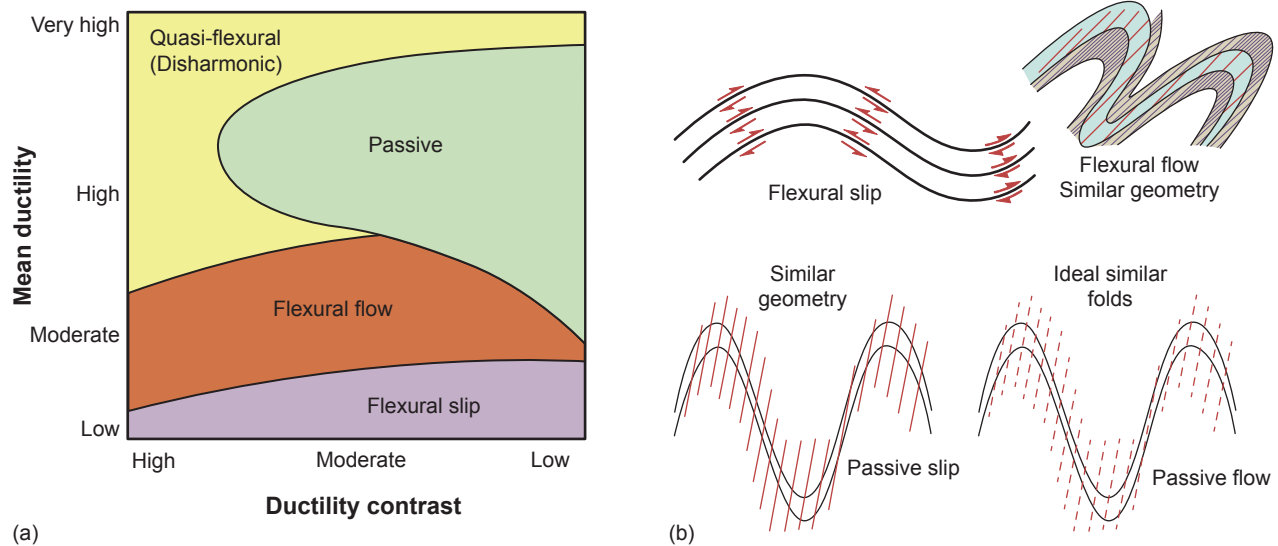 Very high
High
Moderate
Low
Mean ductility
Quasi-flexural
(Disharmonic)
Passive
Flexural flow
Flexural slip
High
Moderate
Low
Ductility contrast
(a)
Flexural slip
Flexural flow
Similar geometry
Similar
geometry
Passive slip
Ideal similar
folds
Passive flow
(b)